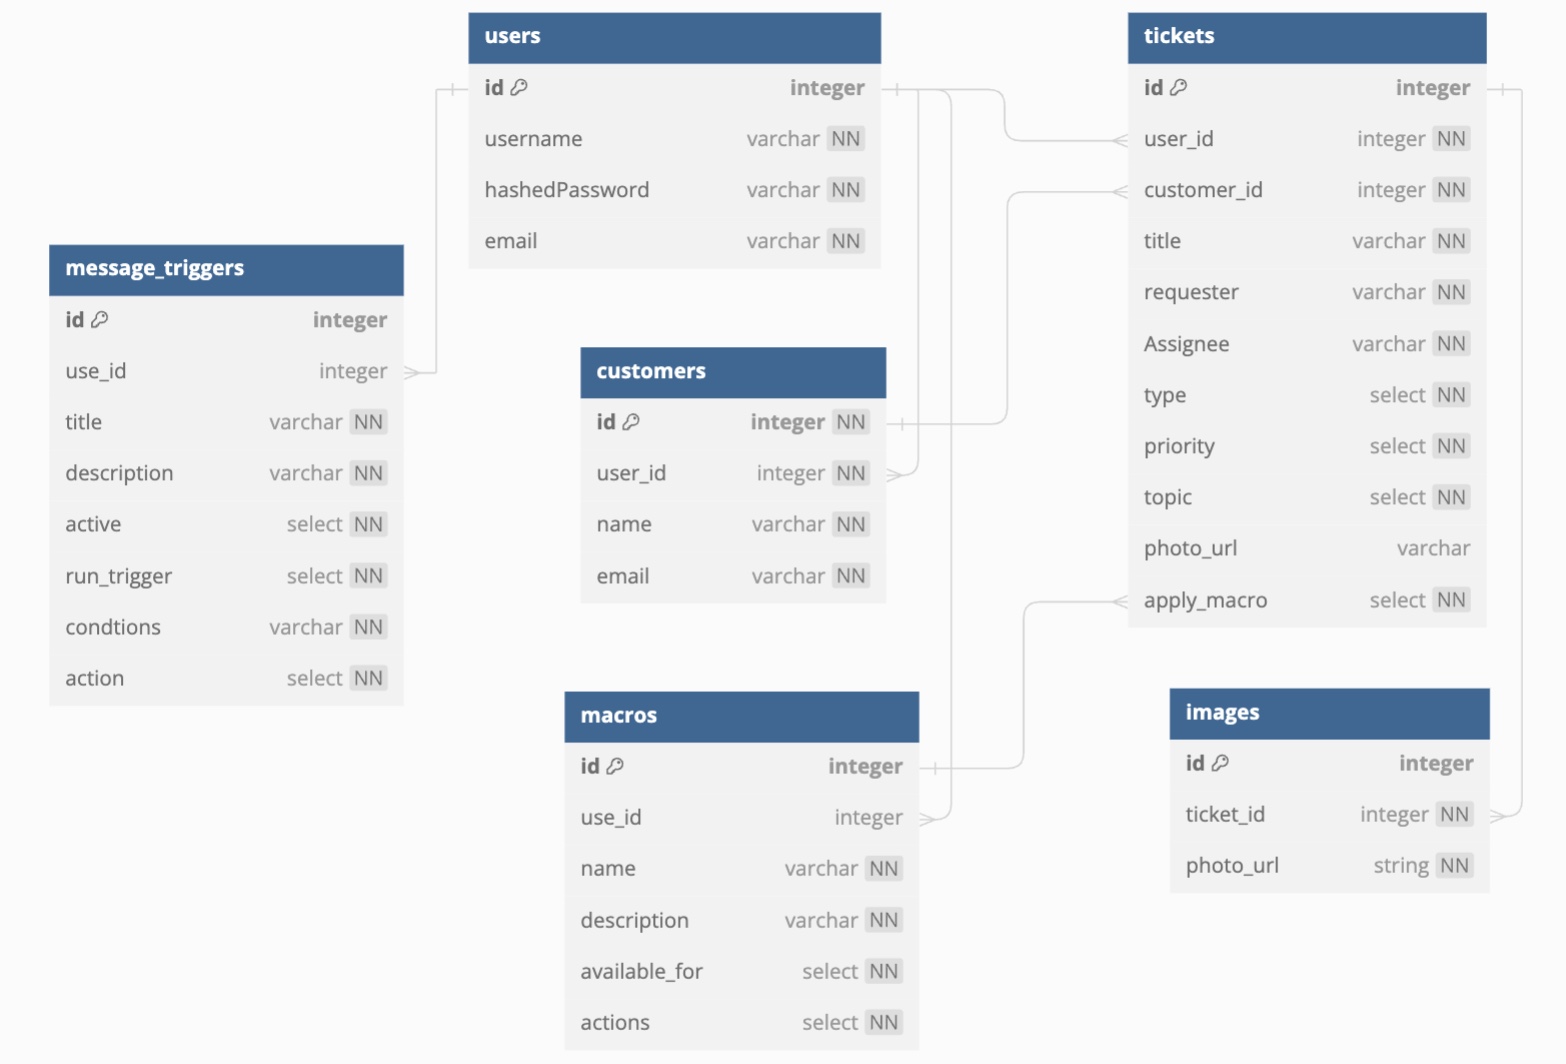 users
id integer
username varchar NN
hashedPassword varchar NN
email varchar NN
tickets
id integer
user_id integer NN
customer_id integer NN
title varchar NN
requester varchar NN
Assignee varchar NN
type select NN
priority select NN
topic select NN
photo_url varchar
apply_macro select NN
message_triggers
id integer
use_id integer
title varchar NN
description varchar NN
active select NN
run_trigger select NN
condtions varchar NN
action select NN
customers
id integer NN
user_id integer NN
name varchar NN
email varchar NN
macros
id integer
use_id integer
name varchar NN
description varchar NN
available_for select NN
actions select NN
images
id integer
ticket_id integer NN
photo_url string NN